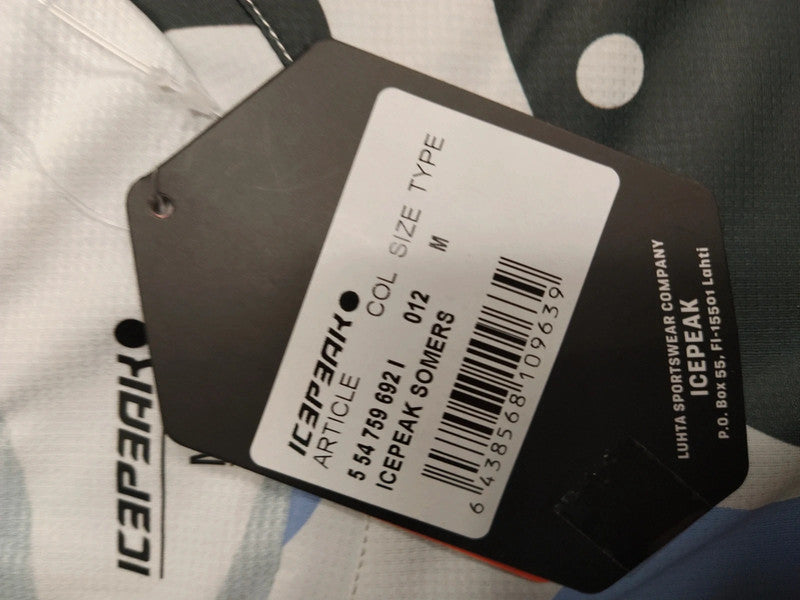 ICEPEAK
ARTICLE COL SIZE TYPE
5 54 759 692 I 012 M
ICEPEAK SOMERS
6 438568 109639
LUHTA SPORTSWEAR COMPANY
ICEPEAK
P.O. Box 55, FI-15501 Lahti
ICEPEAK